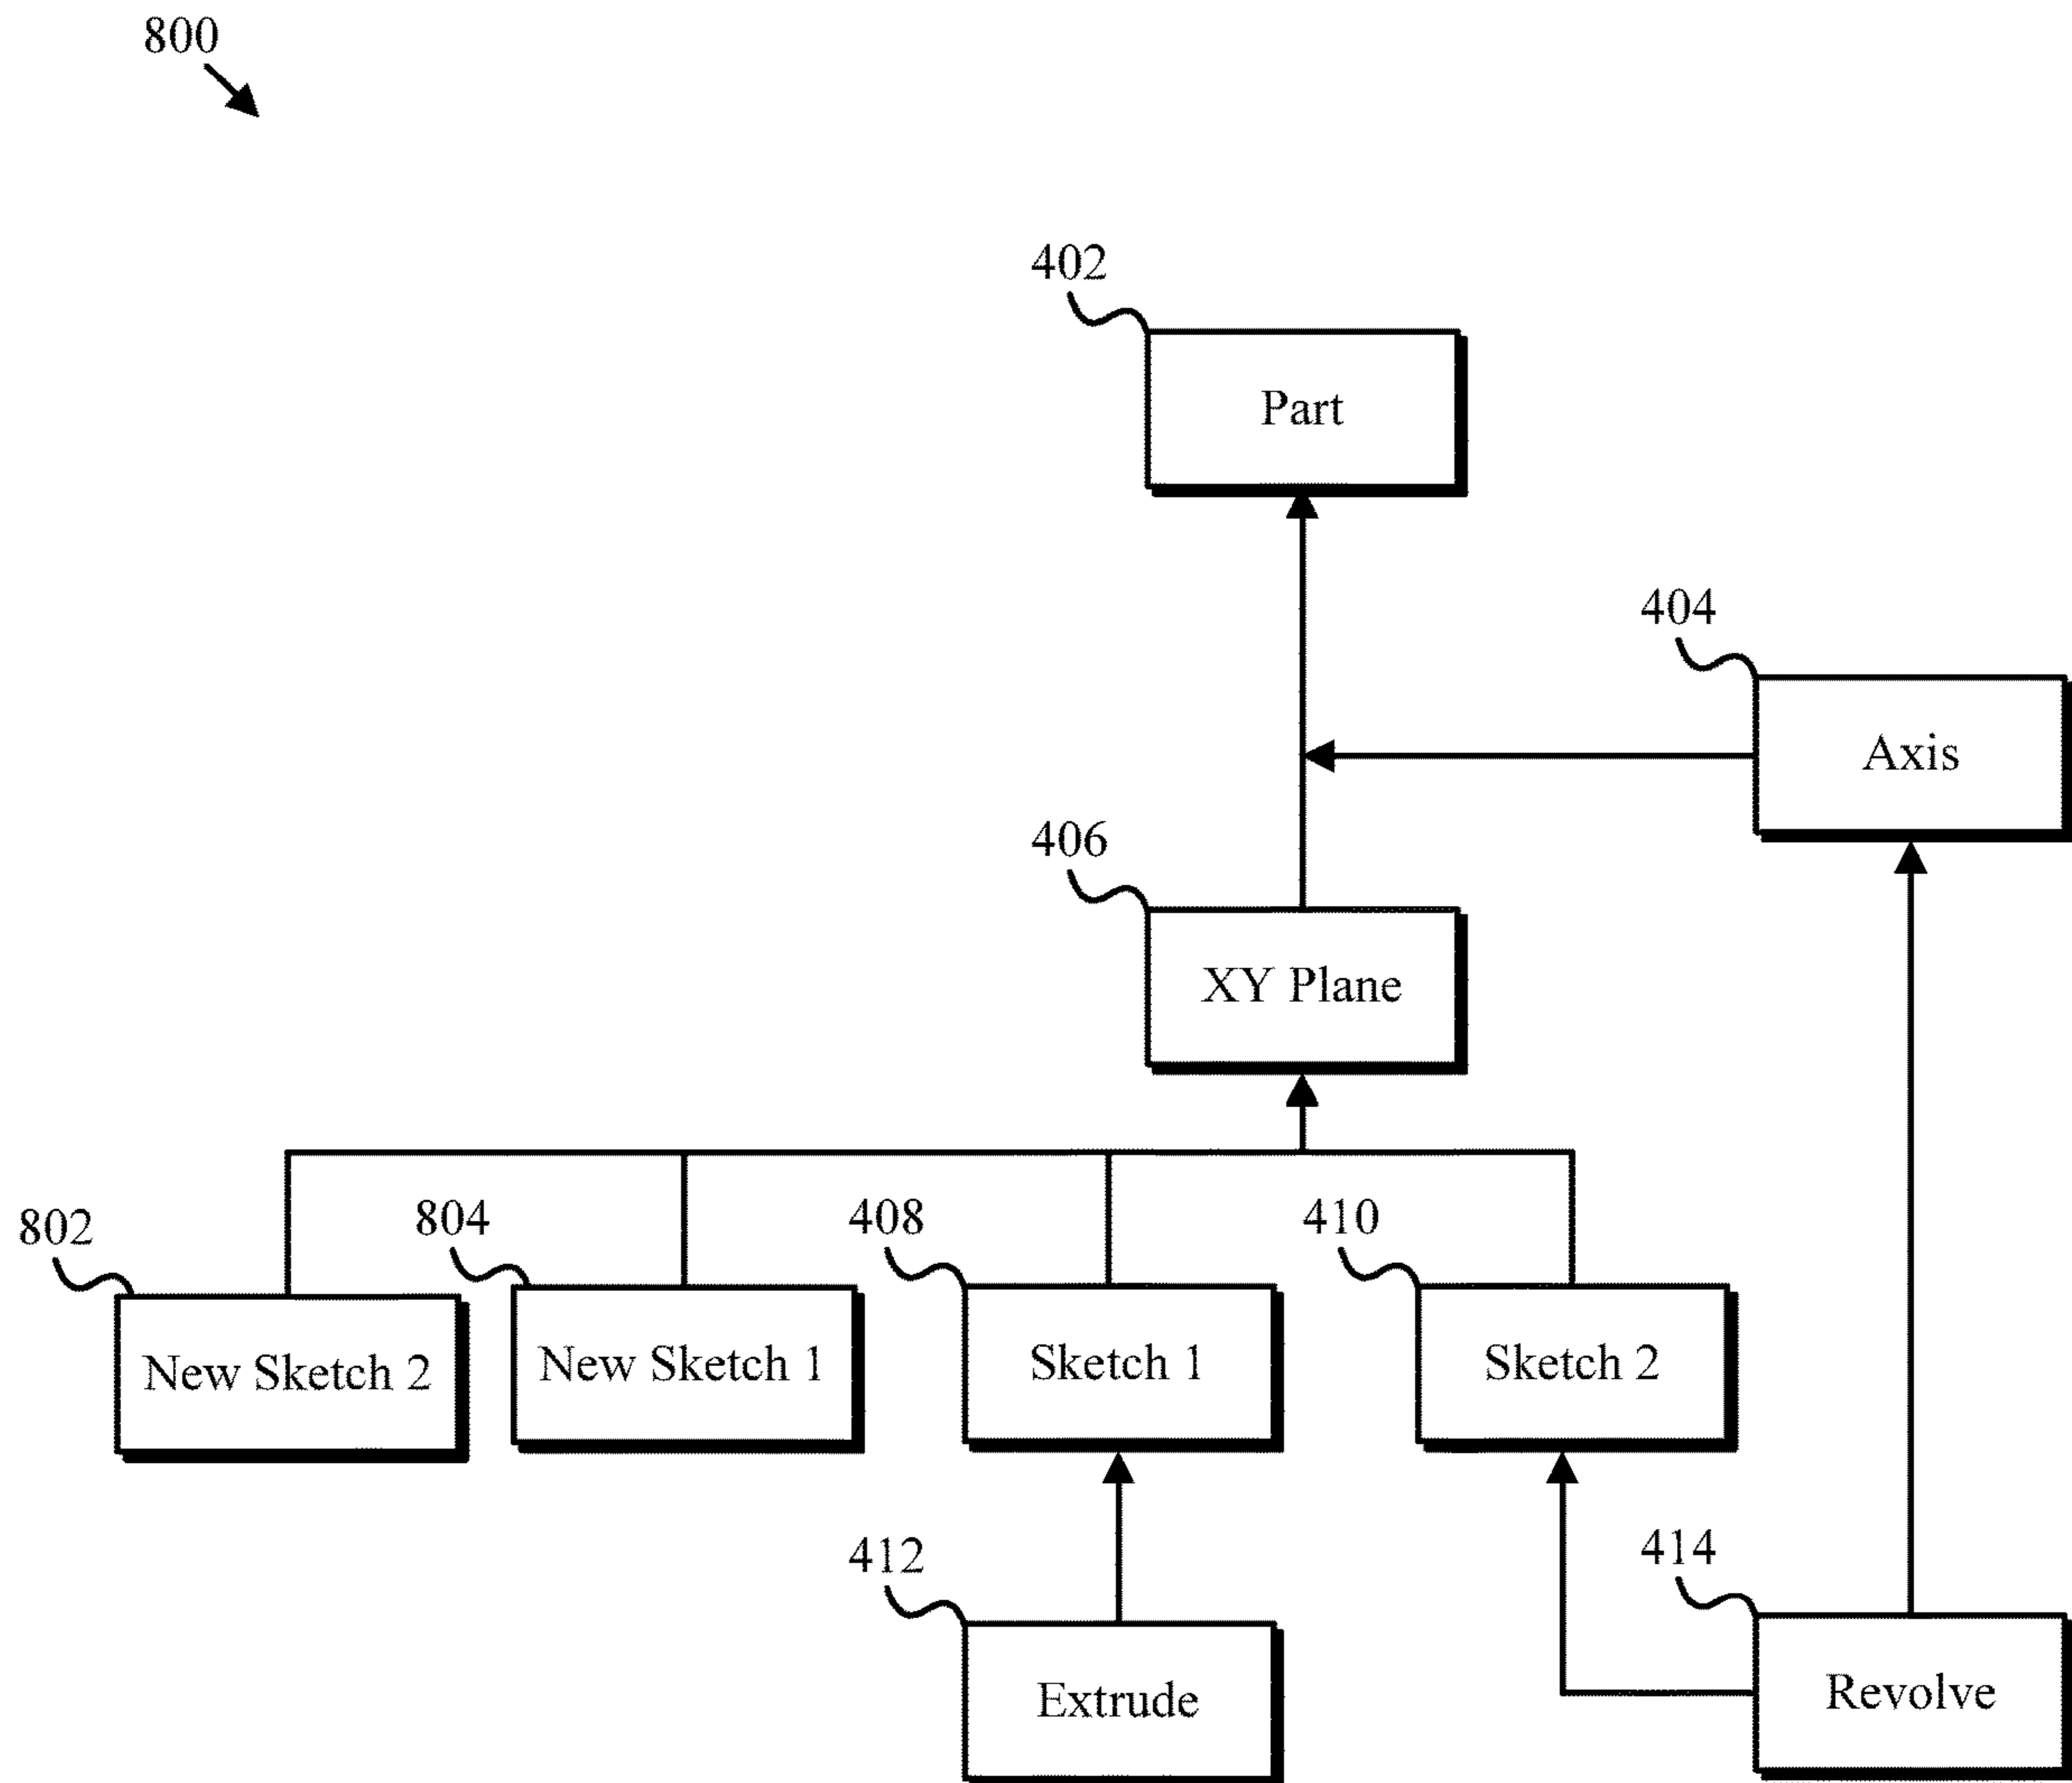 800
402
Part
404
Axis
406
XY Plane
802
804
408
410
New Sketch 2
New Sketch 1
Sketch 1
Sketch 2
412
414
Extrude
Revolve